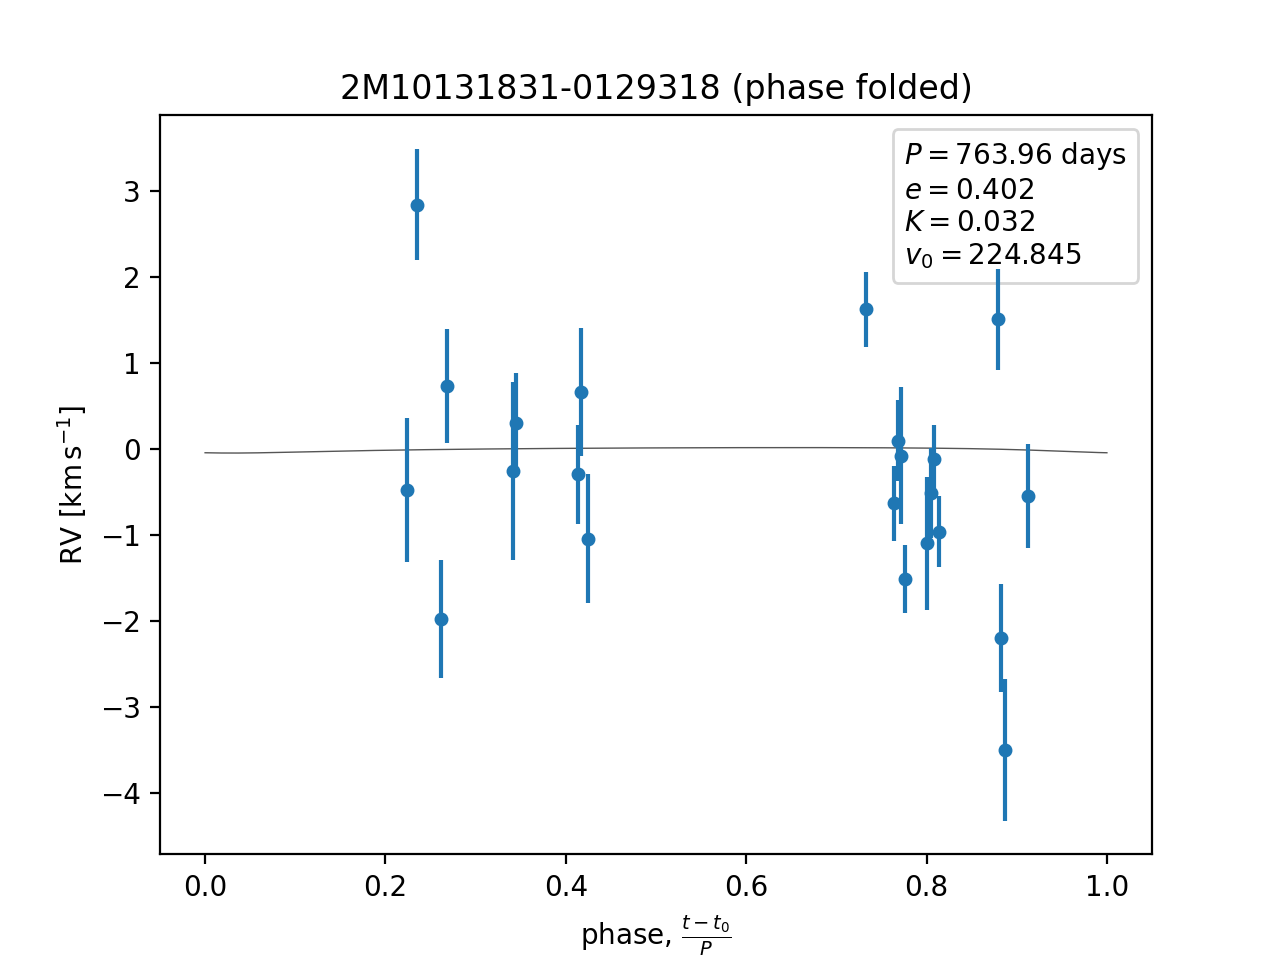 2M10131831-0129318 (phase folded)
P = 763.96 days
e = 0.402
K = 0.032
v₀ = 224.845
3
2
1
0
−1
−2
−3
−4
RV [km s⁻¹]
0.0 0.2 0.4 0.6 0.8 1.0
phase, (t − t₀)/P